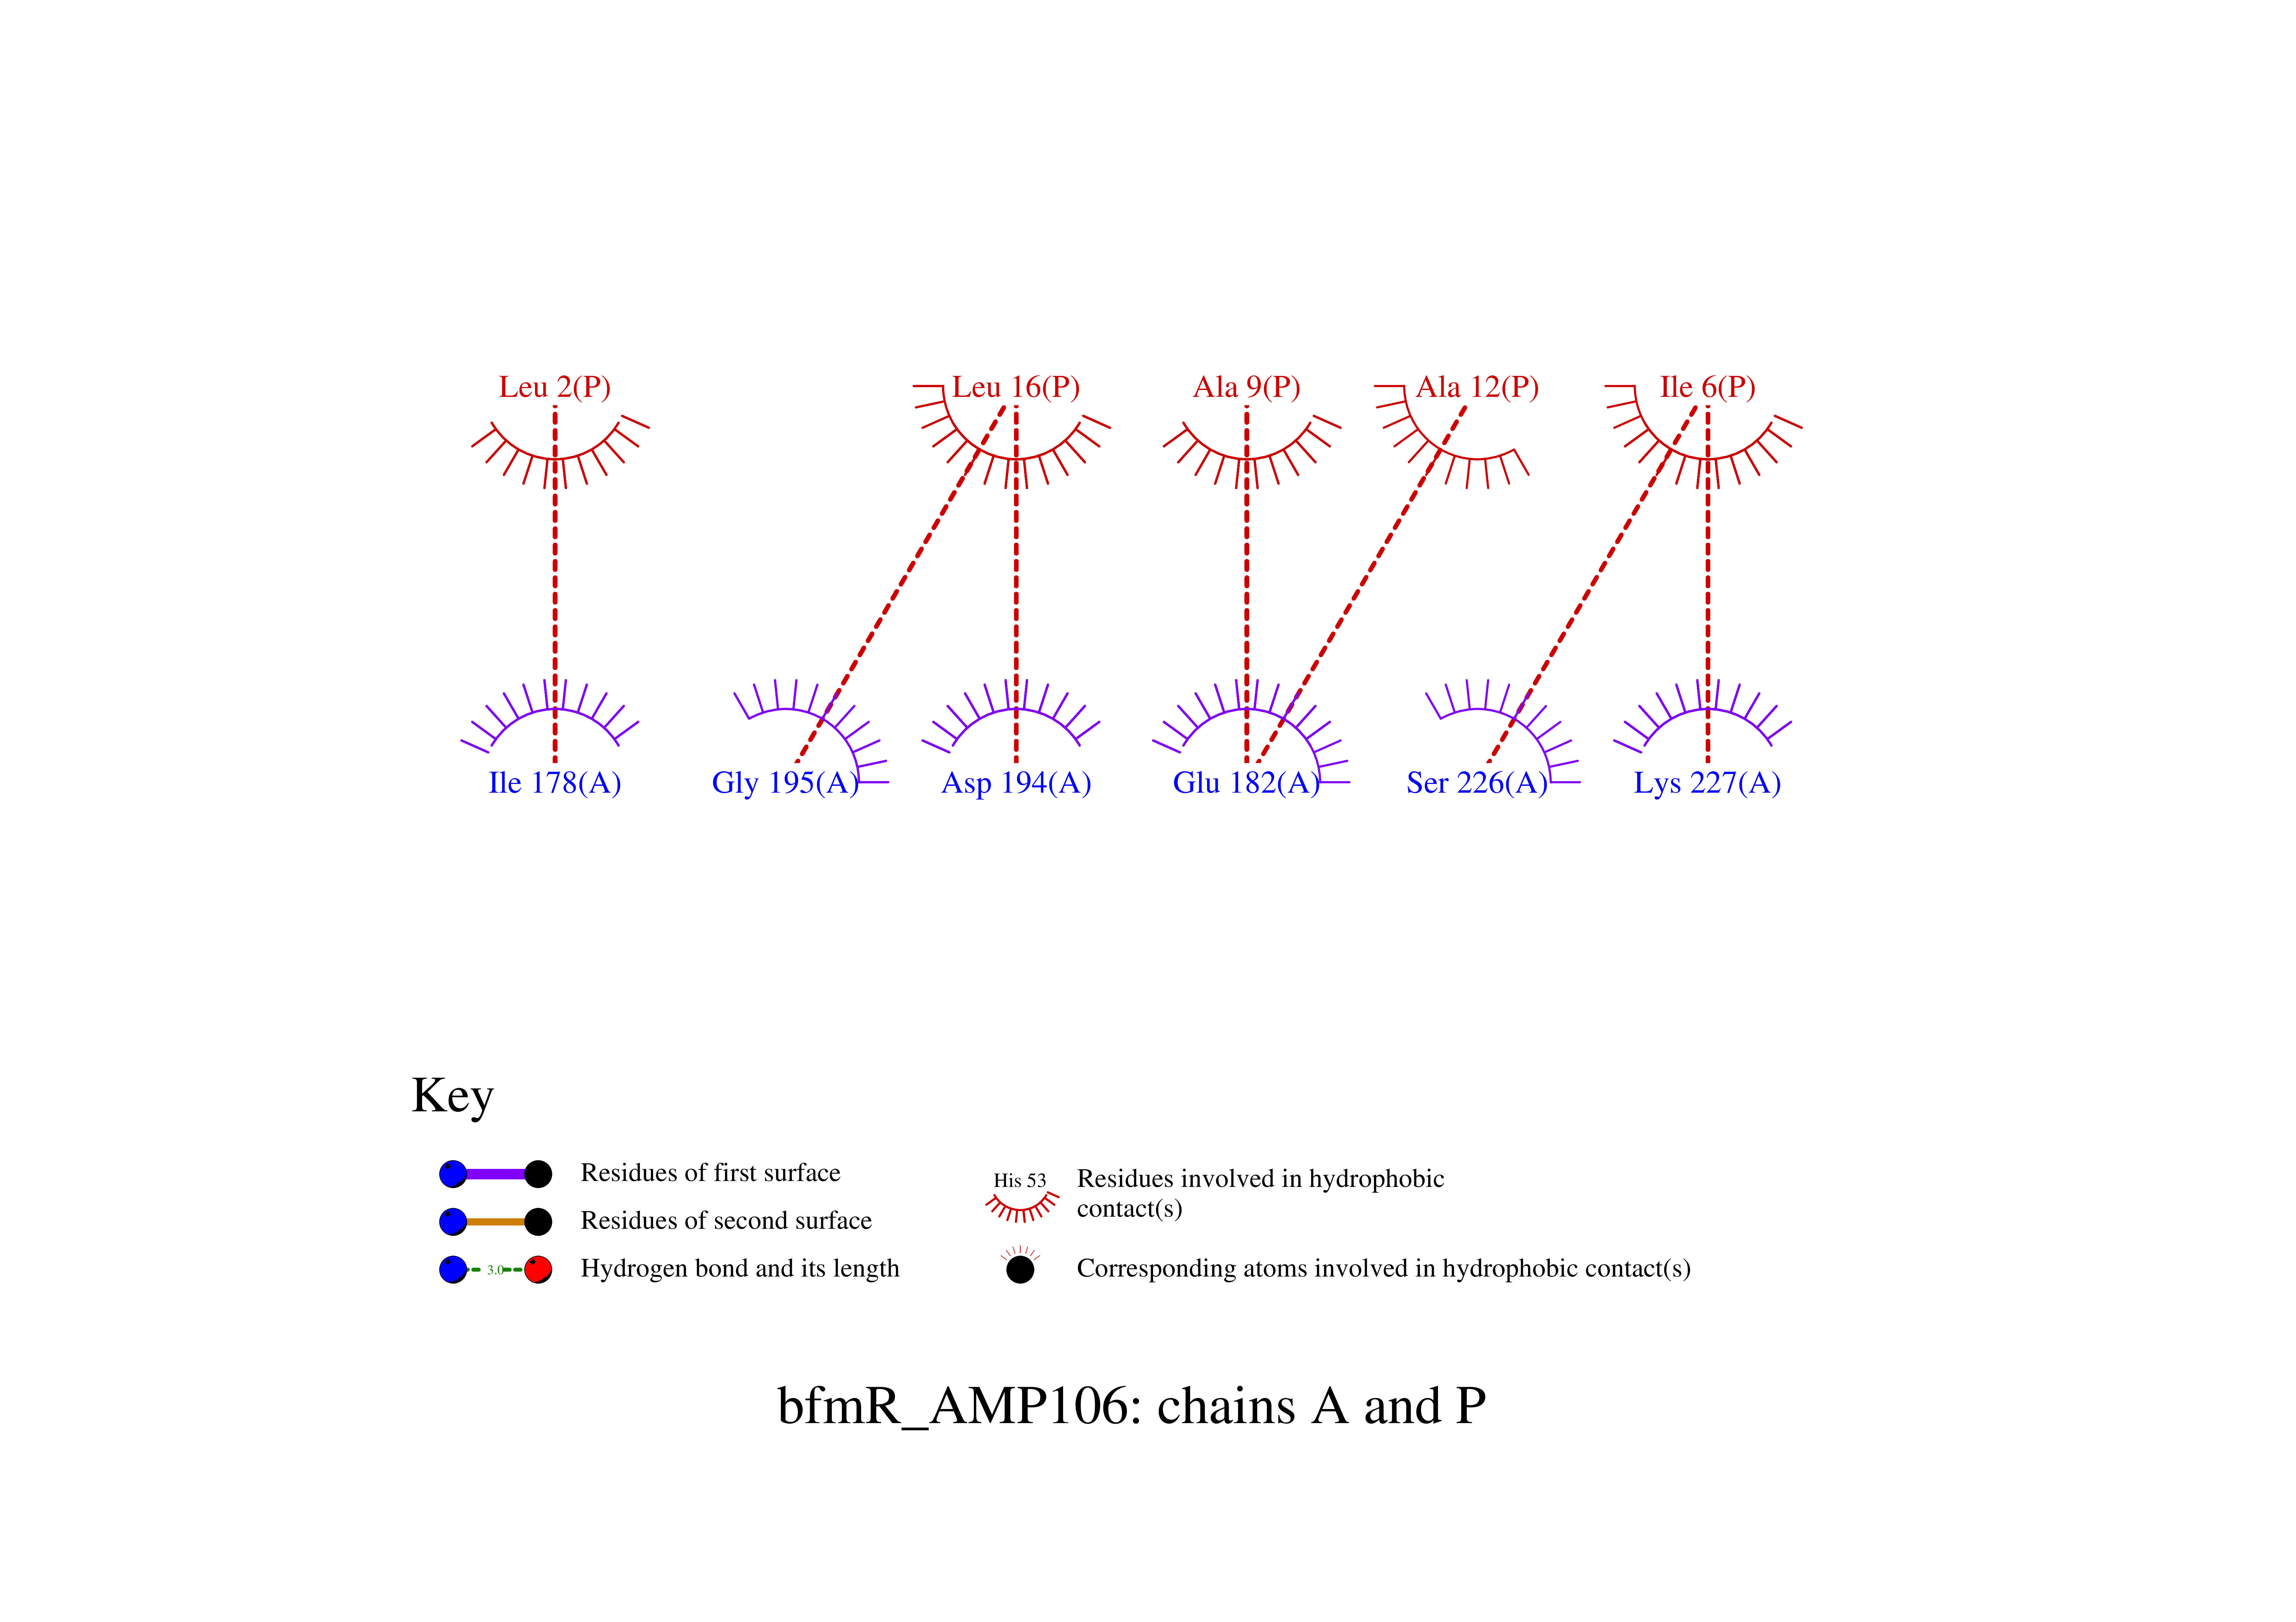 Leu 2(P) Leu 16(P) Ala 9(P) Ala 12(P) Ile 6(P)
Ile 178(A) Gly 195(A) Asp 194(A) Glu 182(A) Ser 226(A) Lys 227(A)
Key
Residues of first surface
Residues of second surface
3.0 Hydrogen bond and its length
His 53 Residues involved in hydrophobic
contact(s)
Corresponding atoms involved in hydrophobic contact(s)
bfmR_AMP106: chains A and P